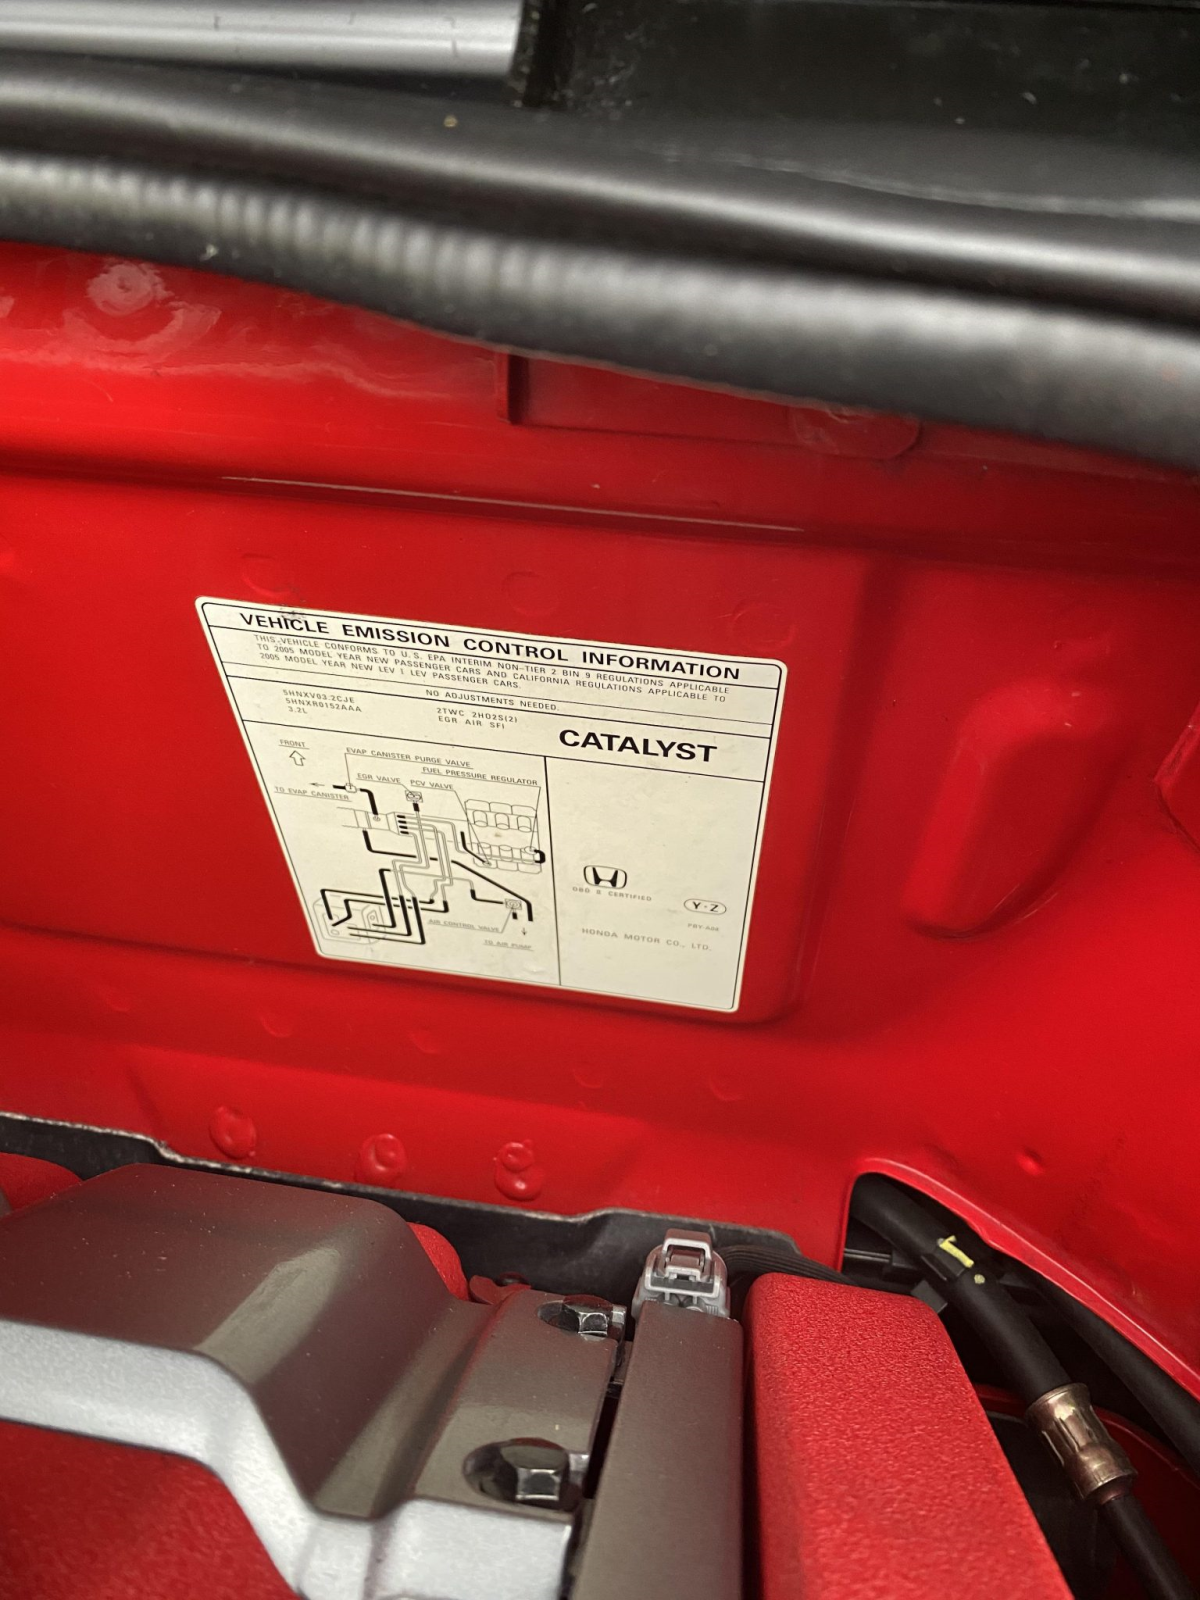 VEHICLE EMISSION CONTROL INFORMATION
THIS VEHICLE CONFORMS TO U.S. EPA INTERIM NON-TIER 2 BIN 9 REGULATIONS APPLICABLE
TO 2005 MODEL YEAR NEW PASSENGER CARS AND CALIFORNIA REGULATIONS APPLICABLE TO
2005 MODEL YEAR NEW LEV I LEV PASSENGER CARS.
NO ADJUSTMENTS NEEDED.
5HNXV03.2CJE
5HNXR0152AAA
3.2L
2TWC 2HO2S(2)
EGR AIR SFI
CATALYST
FRONT
EVAP CANISTER PURGE VALVE
FUEL PRESSURE REGULATOR
EGR VALVE PCV VALVE
TO EVAP CANISTER
AIR CONTROL VALVE
TO AIR PUMP
OBD II CERTIFIED
Y-Z
HONDA MOTOR CO., LTD.